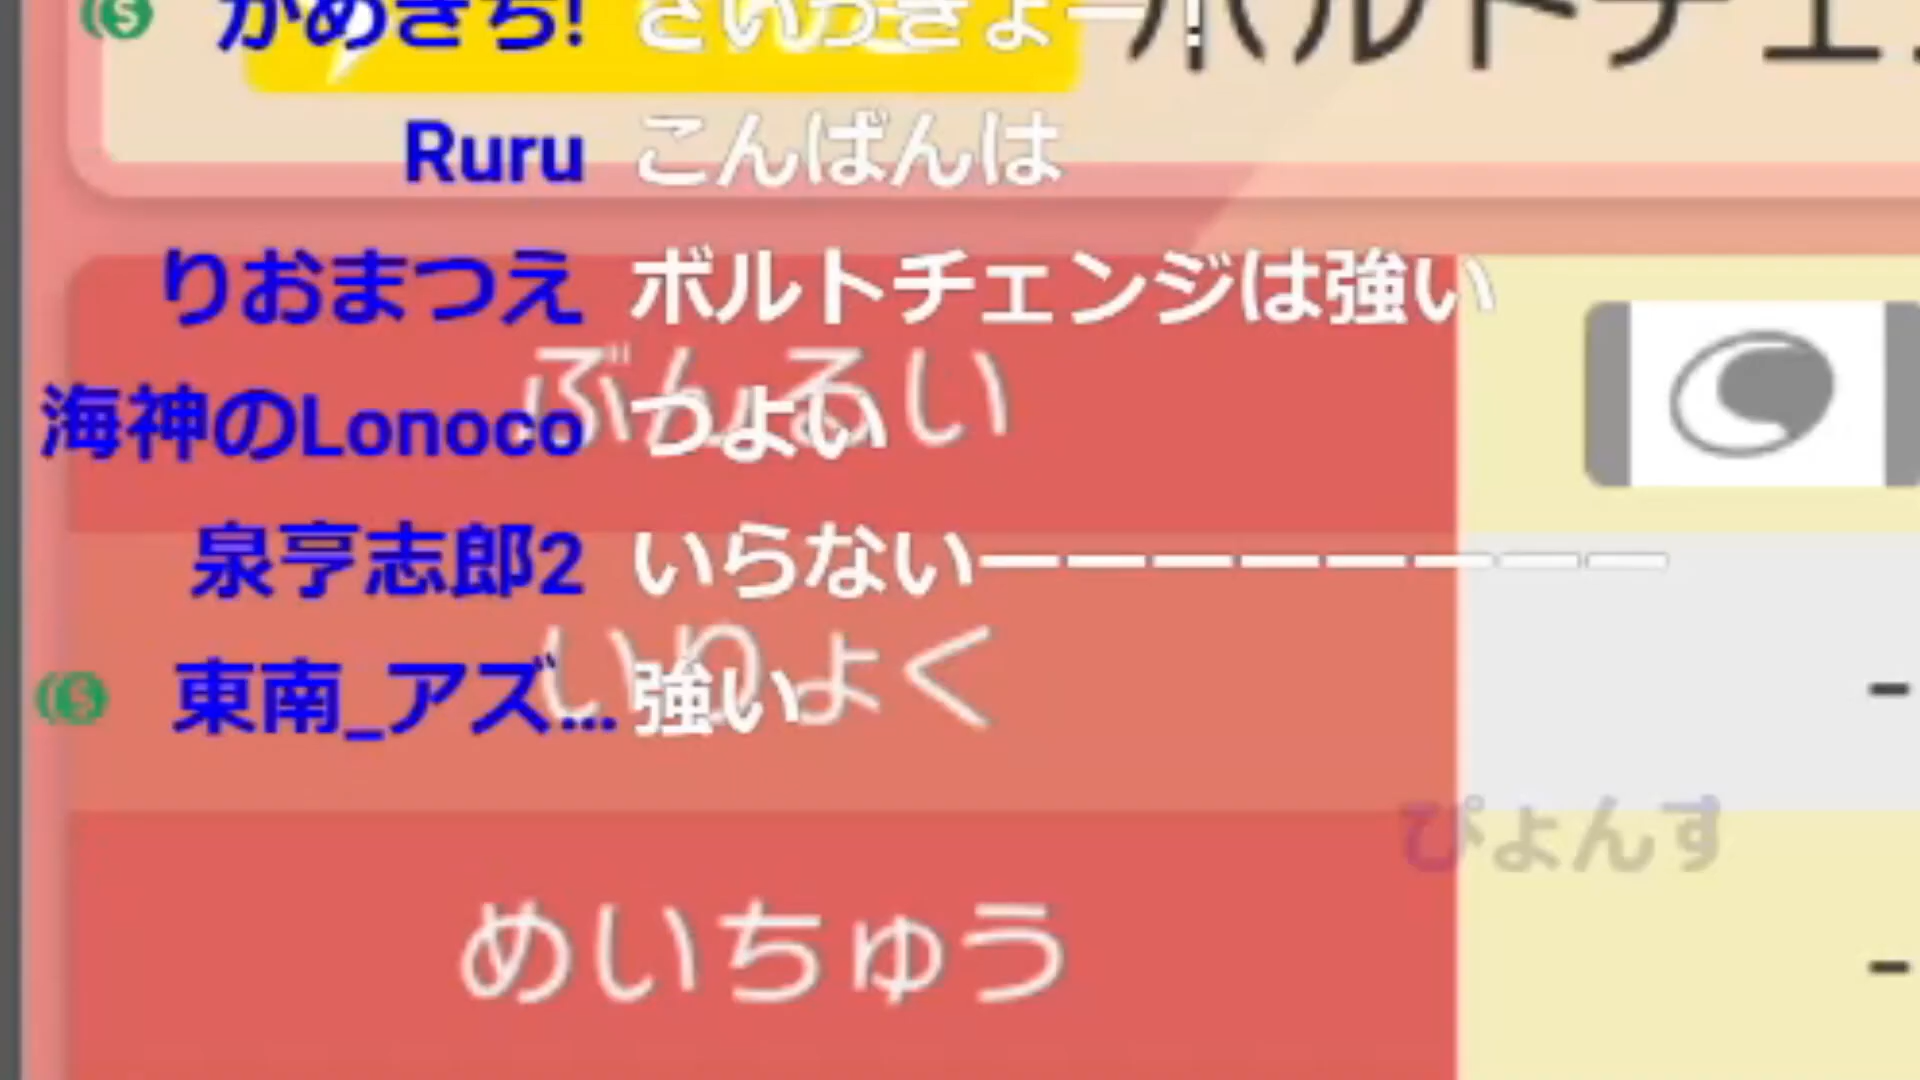 かめきち! さいっきょー!
ボルトチェ
Ruru こんばんは
りおまつえ ボルトチェンジは強い
ぶんるい
海神のLonoco つよい
泉亨志郎2 いらないーーーーーーーー
いりょく
東南_アズ... 強い
-
ぴょんす
めいちゅう
-